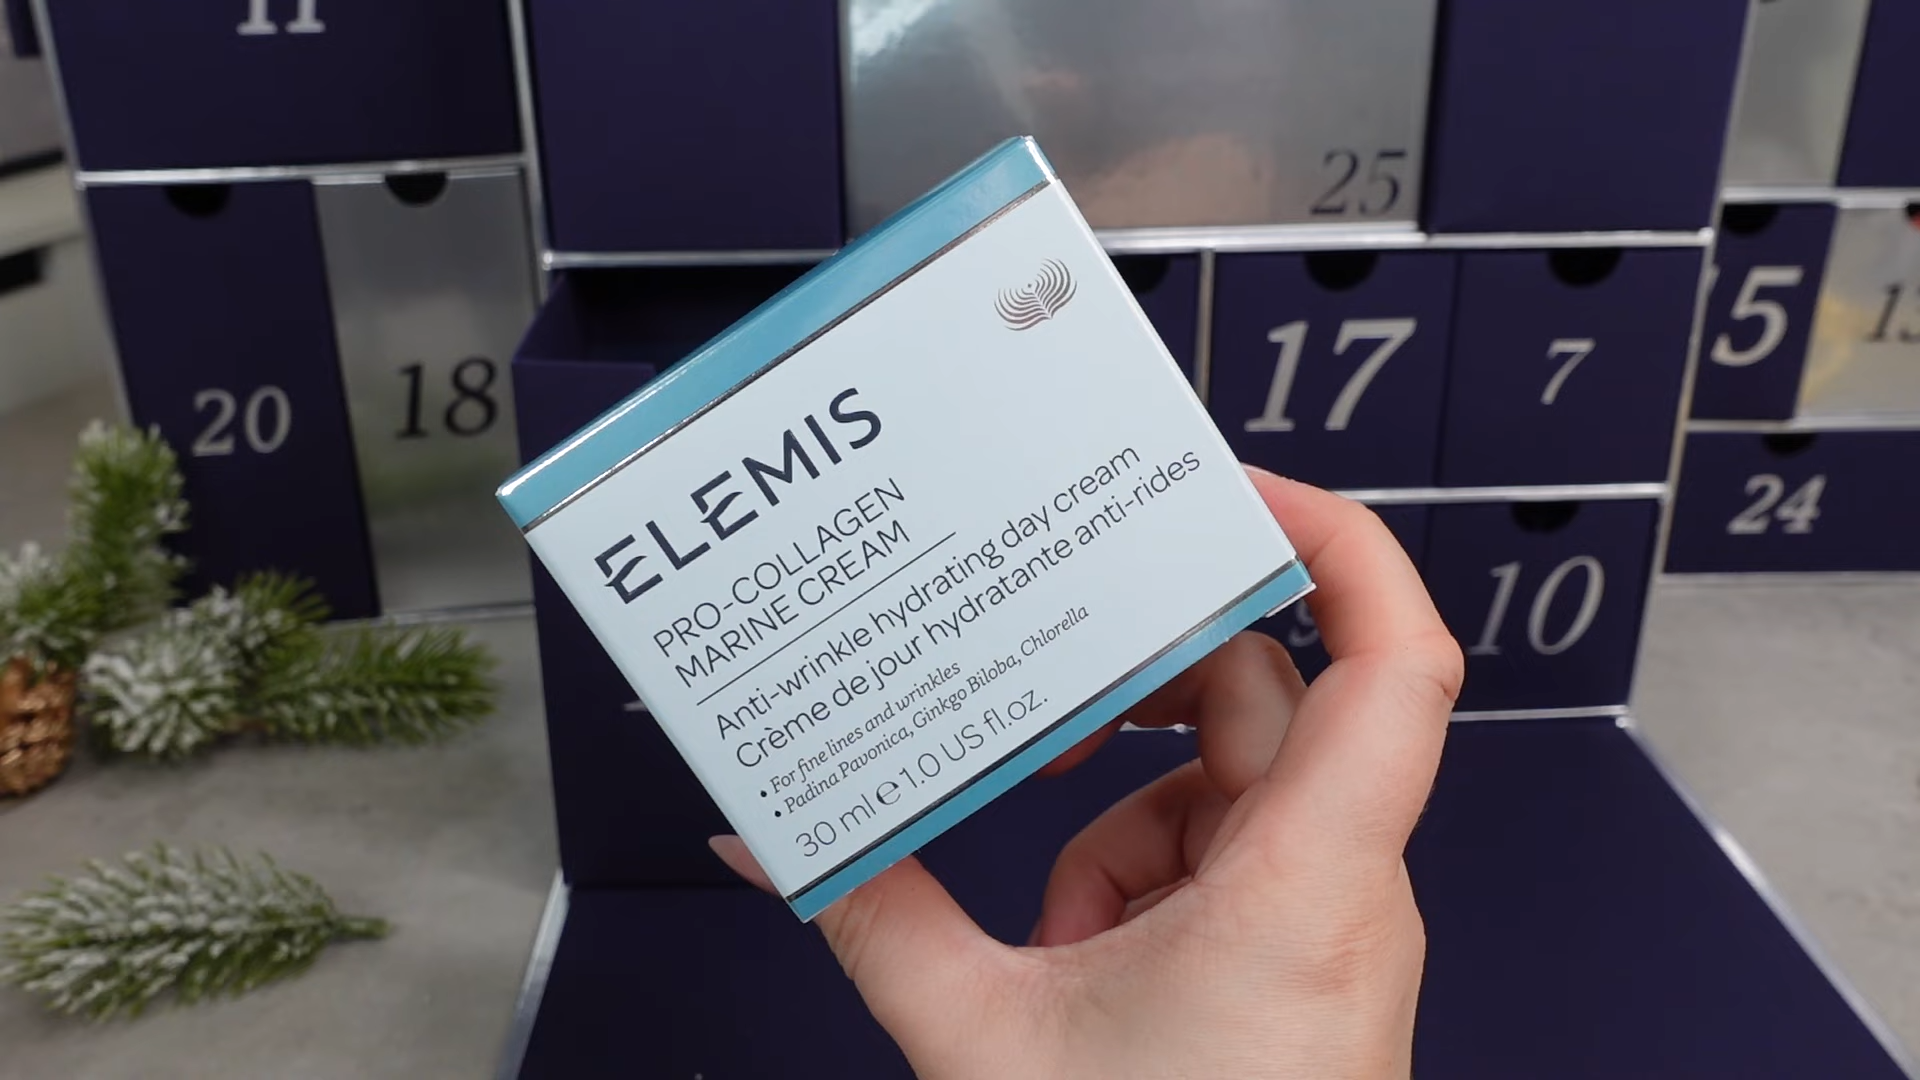 11
25
20
18
17
7
15
13
24
10
9
ELEMIS
PRO-COLLAGEN
MARINE CREAM
Anti-wrinkle hydrating day cream
Crème de jour hydratante anti-rides
• For fine lines and wrinkles
• Padina Pavonica, Ginkgo Biloba, Chlorella
30 ml e 1.0 US fl.oz.